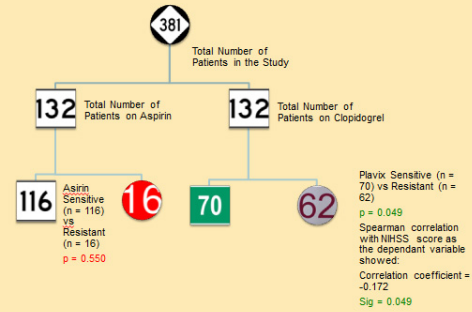 381
Total Number of
Patients in the Study
132
Total Number of
Patients on Aspirin
132
Total Number of
Patients on Clopidogrel
116
Asirin
Sensitive
(n = 116)
vs
Resistant
(n = 16)
p = 0.550
16
70
62
Plavix Sensitive (n =
70) vs Resistant (n =
62)
p = 0.049
Spearman correlation
with NIHSS score as
the dependant variable
showed:
Correlation coefficient =
-0.172
Sig = 0.049